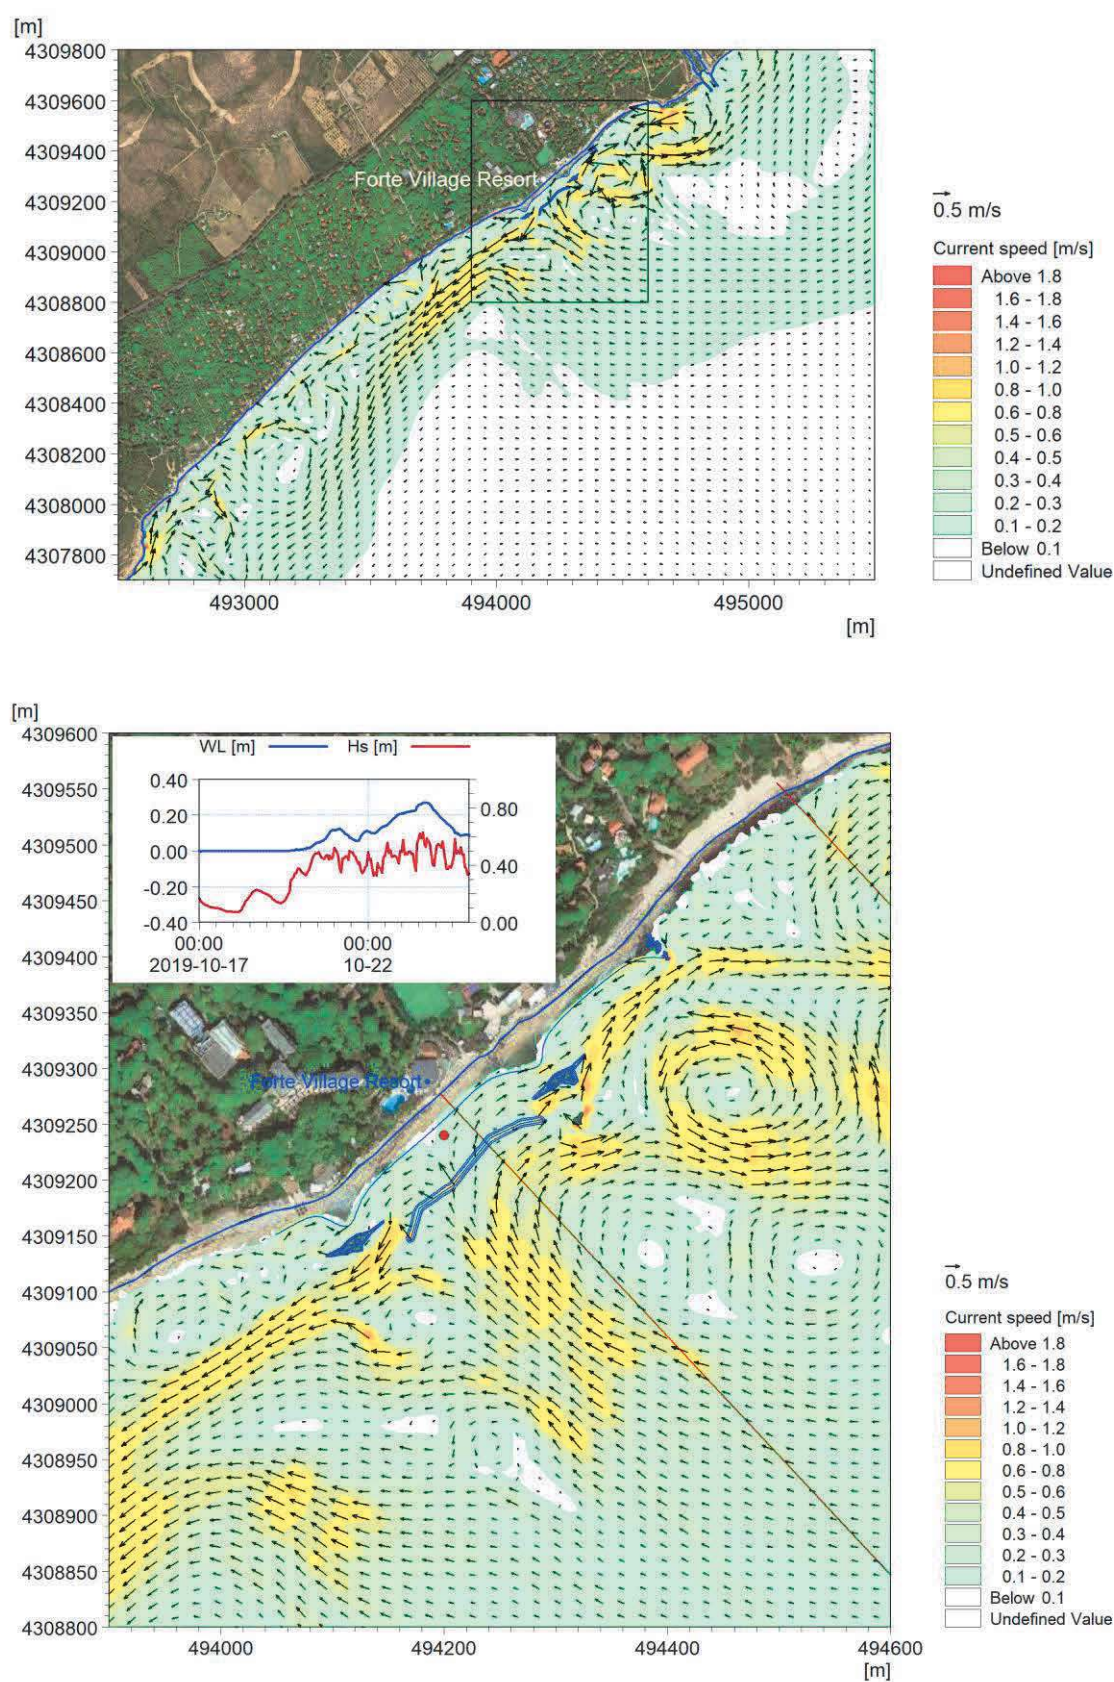 [m]
4309800
4309600
4309400
4309200
4309000
4308800
4308600
4308400
4308200
4308000
4307800
Forte Village Resort
493000 494000 495000
[m]
0.5 m/s
Current speed [m/s]
Above 1.8
1.6 - 1.8
1.4 - 1.6
1.2 - 1.4
1.0 - 1.2
0.8 - 1.0
0.6 - 0.8
0.5 - 0.6
0.4 - 0.5
0.3 - 0.4
0.2 - 0.3
0.1 - 0.2
Below 0.1
Undefined Value
[m]
4309600
4309550
4309500
4309450
4309400
4309350
4309300
4309250
4309200
4309150
4309100
4309050
4309000
4308950
4308900
4308850
4308800
WL [m] Hs [m]
0.40
0.20
0.00
-0.20
-0.40
0.80
0.40
0.00
00:00 00:00
2019-10-17 10-22
Forte Village Resort
494000 494200 494400 494600
[m]
0.5 m/s
Current speed [m/s]
Above 1.8
1.6 - 1.8
1.4 - 1.6
1.2 - 1.4
1.0 - 1.2
0.8 - 1.0
0.6 - 0.8
0.5 - 0.6
0.4 - 0.5
0.3 - 0.4
0.2 - 0.3
0.1 - 0.2
Below 0.1
Undefined Value